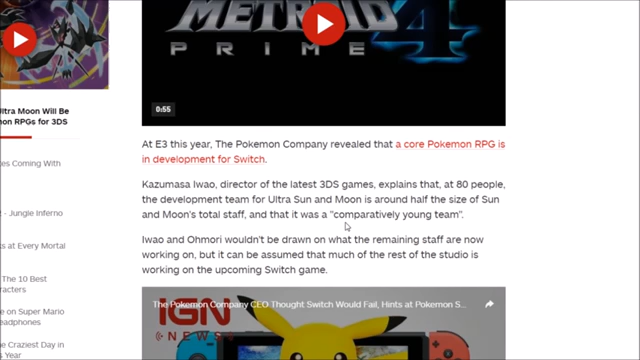 METROID
PRIME 4
0:55
ltra Moon Will Be
on RPGs for 3DS
es Coming With
- Jungle Inferno
s at Every Mortal
The 10 Best
racters
e on Super Mario
eadphones
e Craziest Day in
s Year
At E3 this year, The Pokemon Company revealed that a core Pokemon RPG is
in development for Switch.
Kazumasa Iwao, director of the latest 3DS games, explains that, at 80 people,
the development team for Ultra Sun and Moon is around half the size of Sun
and Moon's total staff, and that it was a "comparatively young team".
Iwao and Ohmori wouldn't be drawn on what the remaining staff are now
working on, but it can be assumed that much of the rest of the studio is
working on the upcoming Switch game.
The Pokemon Company CEO Thought Switch Would Fail, Hints at Pokemon S...
IGN
NEWS